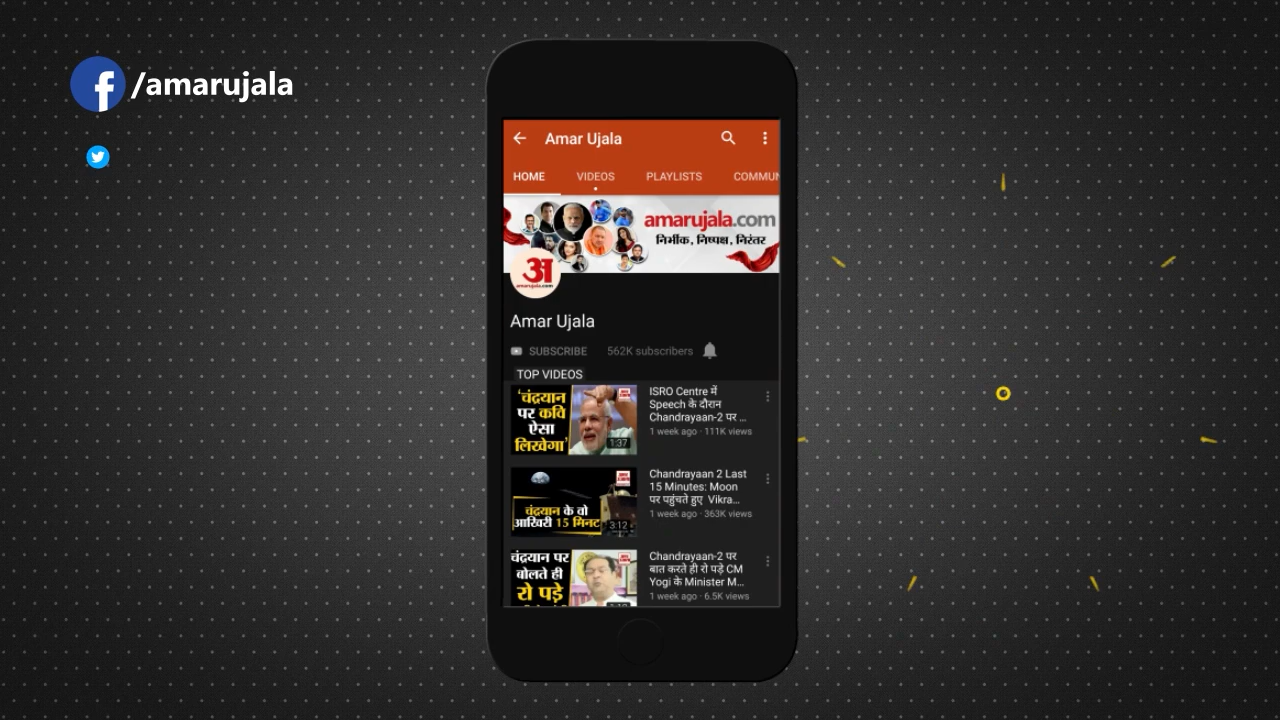 /amarujala
Amar Ujala
HOME VIDEOS PLAYLISTS COMMUN
amarujala.com
निर्भीक, निष्पक्ष, निरंतर
अ
amarujala.com
Amar Ujala
SUBSCRIBE 562K subscribers
TOP VIDEOS
'चंद्रयान
पर कवि
ऐसा
लिखेगा'
1:37
ISRO Centre में
Speech के दौरान
Chandrayaan-2 पर ...
1 week ago · 111K views
चंद्रयान के वो
आखिरी 15 मिनट
3:12
Chandrayaan 2 Last
15 Minutes: Moon
पर पहुंचते हुए Vikra...
1 week ago · 363K views
चंद्रयान पर
बोलते ही
रो पड़े
Chandrayaan-2 पर
बात करते ही रो पड़े CM
Yogi के Minister M...
1 week ago · 6.5K views